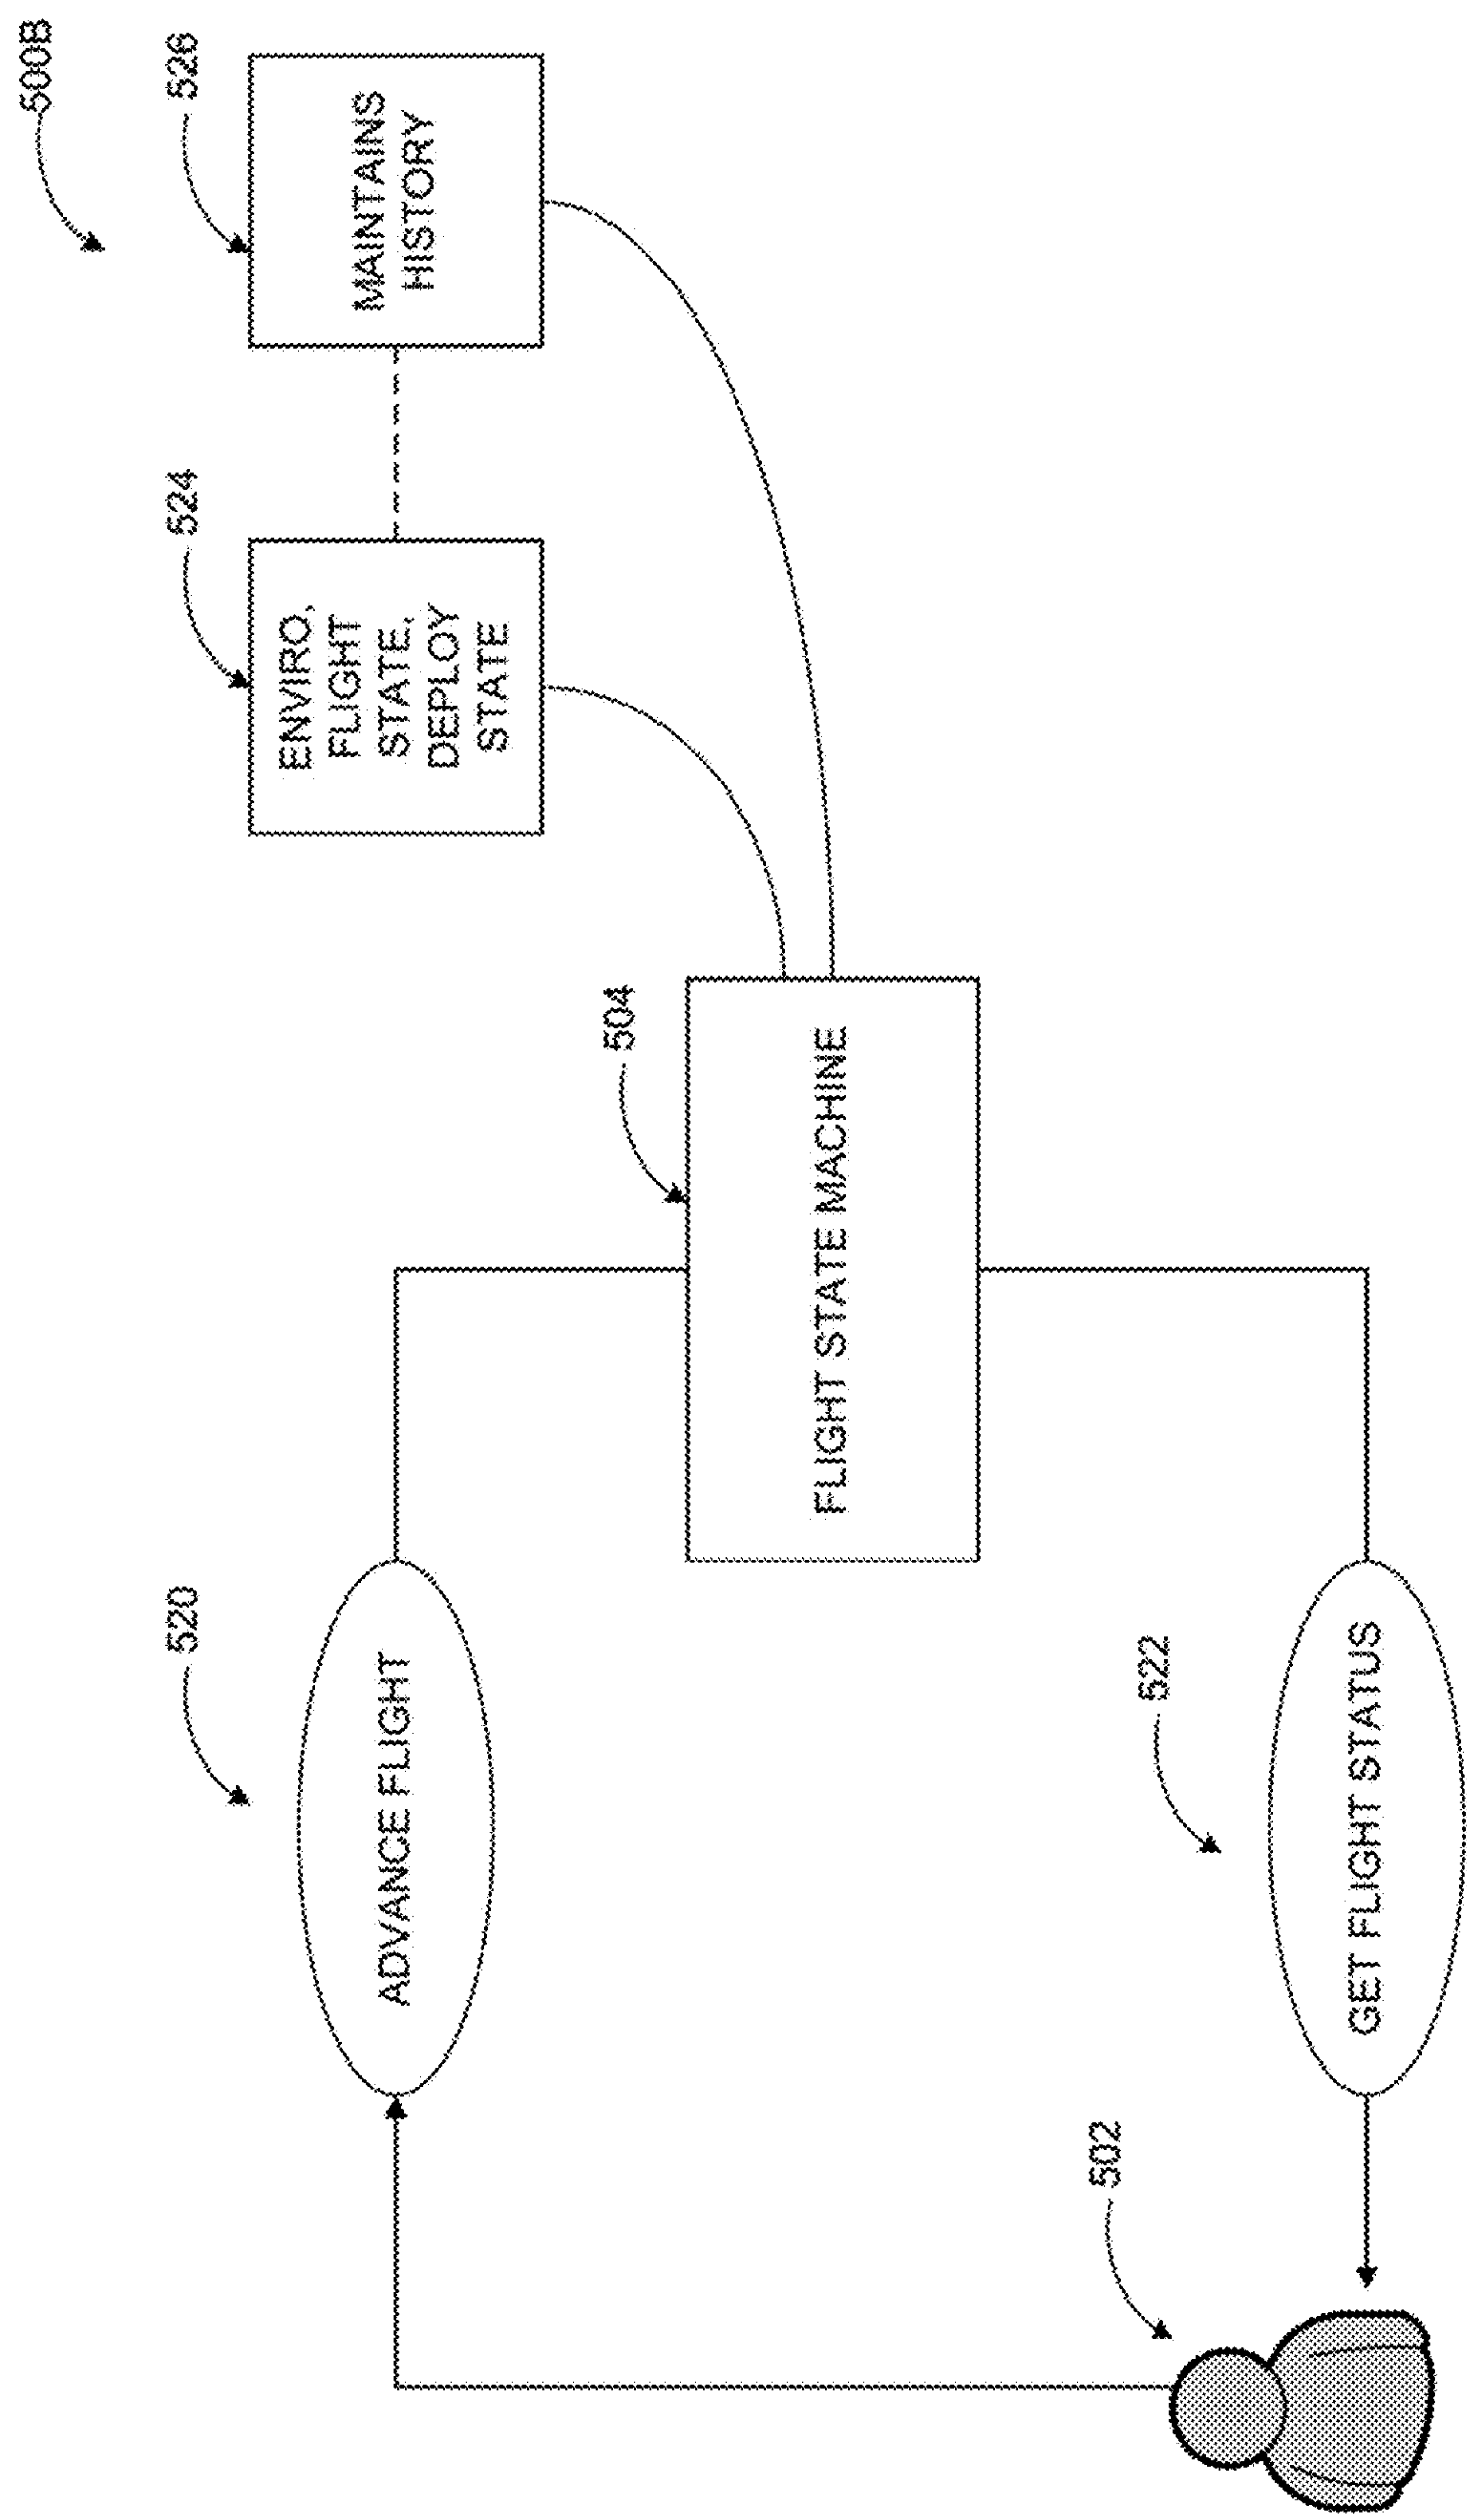 500B
526
MAINTAINS
HISTORY
524
ENVIRO,
FLIGHT
STATE,
DEPLOY
STATE
504
FLIGHT STATE MACHINE
520
ADVANCE FLIGHT
522
GET FLIGHT STATUS
502